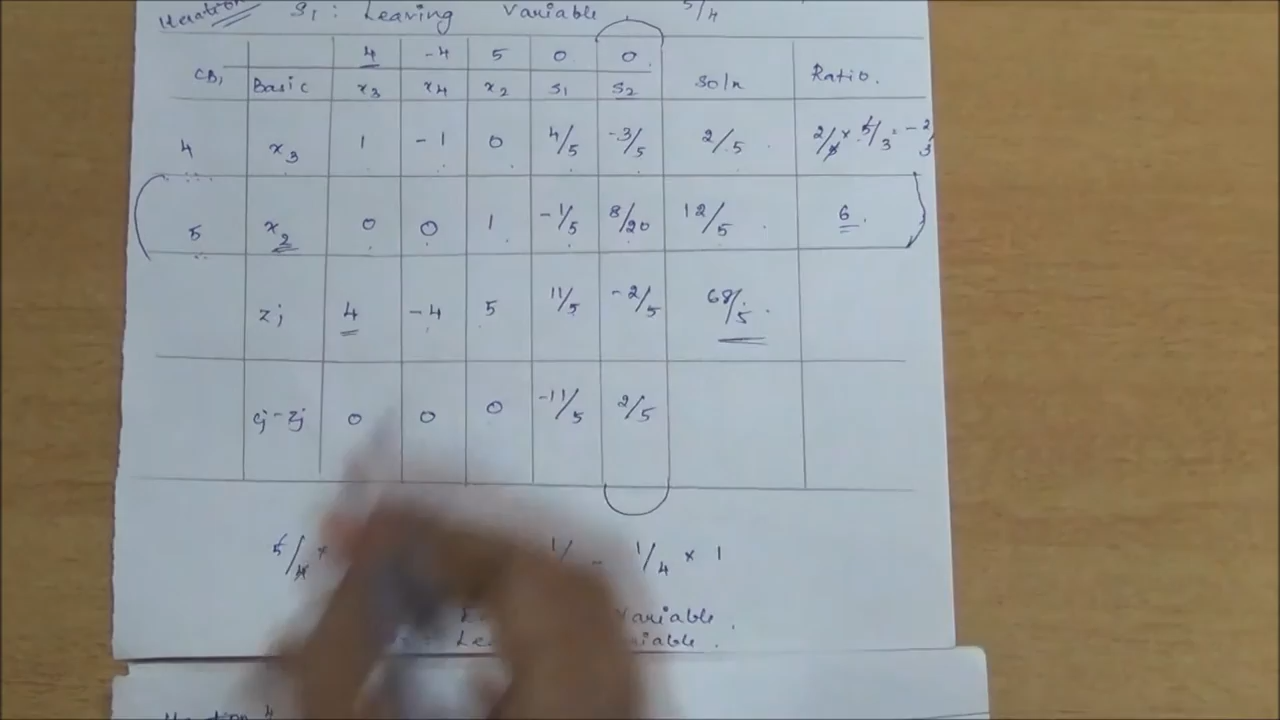 Iteration S1 : Leaving Variable. 5/4
4 -4 5 0 0
CB1 Basic x3 x4 x2 S1 S2 Soln Ratio.
4 x3 1 -1 0 4/5 -3/5 2/5 2/5 × 5/3 = -2/3
5 x2 0 0 1 -1/5 8/20 12/5 6.
zj 4 -4 5 11/5 -2/5 68/5
cj - zj 0 0 0 -11/5 2/5
5/4 × - 1/4 × 1
Variable.
: Variable.
Iteration 4